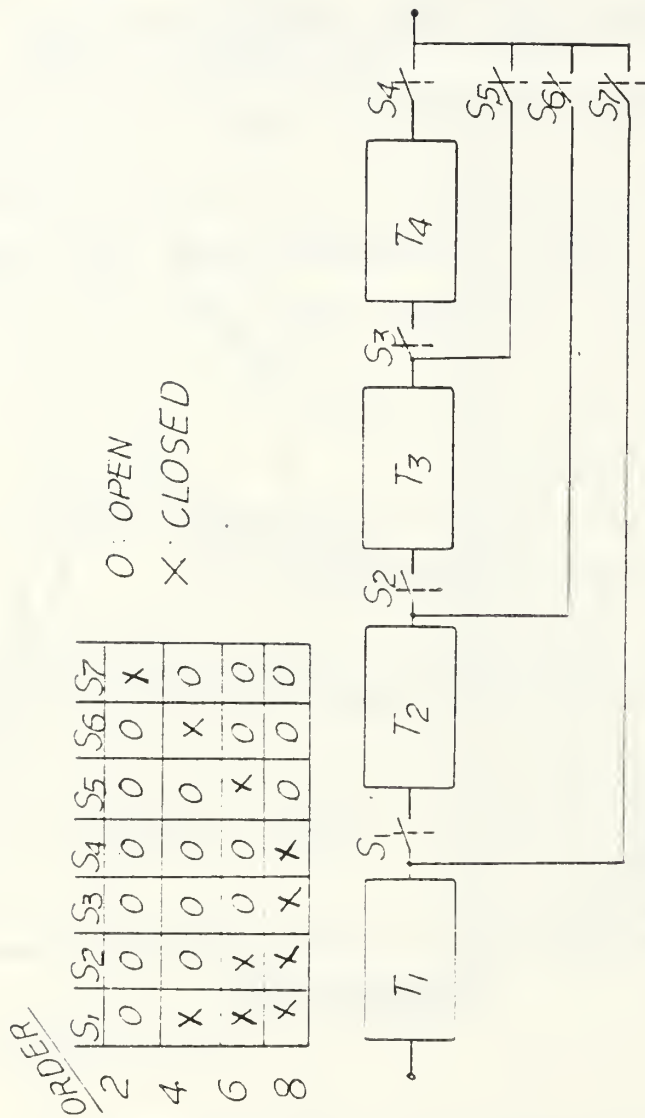 ORDER S1 S2 S3 S4 S5 S6 S7
2 O O O O O O X
4 X O O O O X O
6 X X O O X O O
8 X X X X O O O
O: OPEN
X: CLOSED
T1 S1 T2 S2 T3 S3 T4 S4
S5
S6
S7